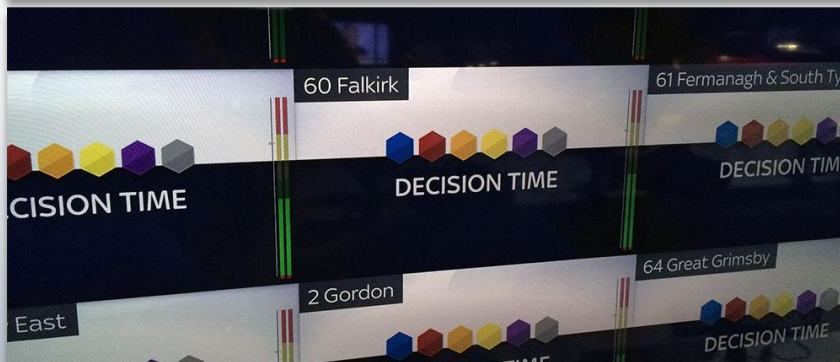 60 Falkirk
61 Fermanagh & South Ty
CISION TIME
DECISION TIME
DECISION TIM
East
2 Gordon
64 Great Grimsby
TIME
DECISION TIME